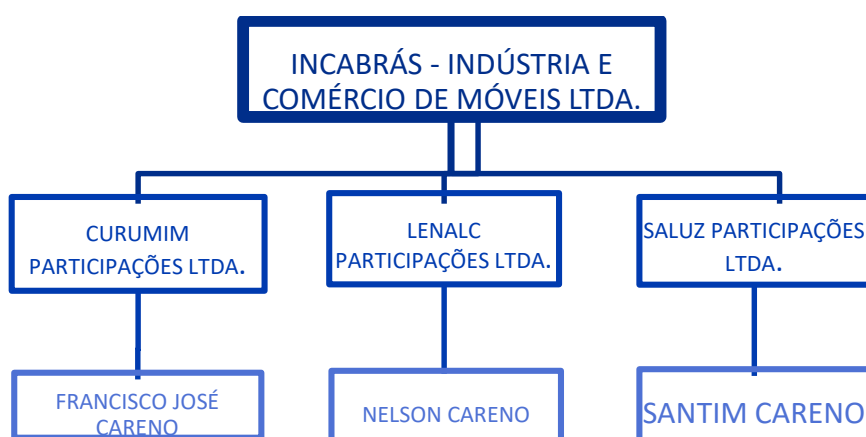 INCABRÁS - INDÚSTRIA E
COMÉRCIO DE MÓVEIS LTDA.
CURUMIM
PARTICIPAÇÕES LTDA.
LENALC
PARTICIPAÇÕES LTDA.
SALUZ PARTICIPAÇÕES
LTDA.
FRANCISCO JOSÉ
CARENO
NELSON CARENO
SANTIM CARENO